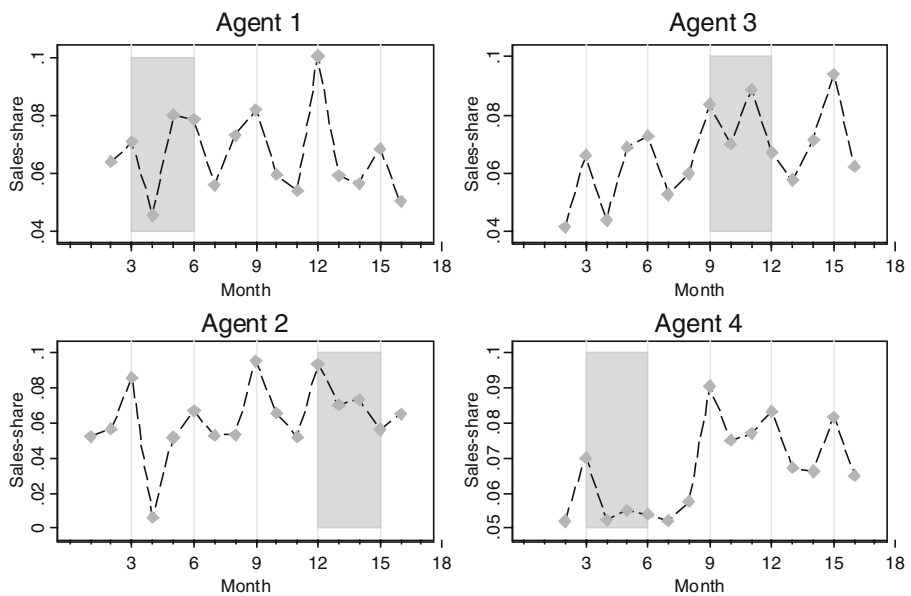 Agent 1
Sales-share
.1
.08
.06
.04
3 6 9 12 15 18
Month
Agent 3
Sales-share
.1
.08
.06
.04
3 6 9 12 15 18
Month
Agent 2
Sales-share
.1
.08
.06
.04
.02
0
3 6 9 12 15 18
Month
Agent 4
Sales-share
.1
.09
.08
.07
.06
.05
3 6 9 12 15 18
Month